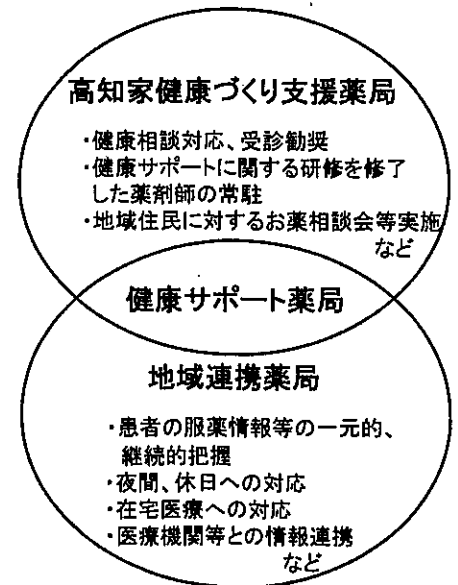 高知家健康づくり支援薬局
・健康相談対応、受診勧奨
・健康サポートに関する研修を修了
した薬剤師の常駐
・地域住民に対するお薬相談会等実施
など
健康サポート薬局
地域連携薬局
・患者の服薬情報等の一元的、
継続的把握
・夜間、休日への対応
・在宅医療への対応
・医療機関等との情報連携
など